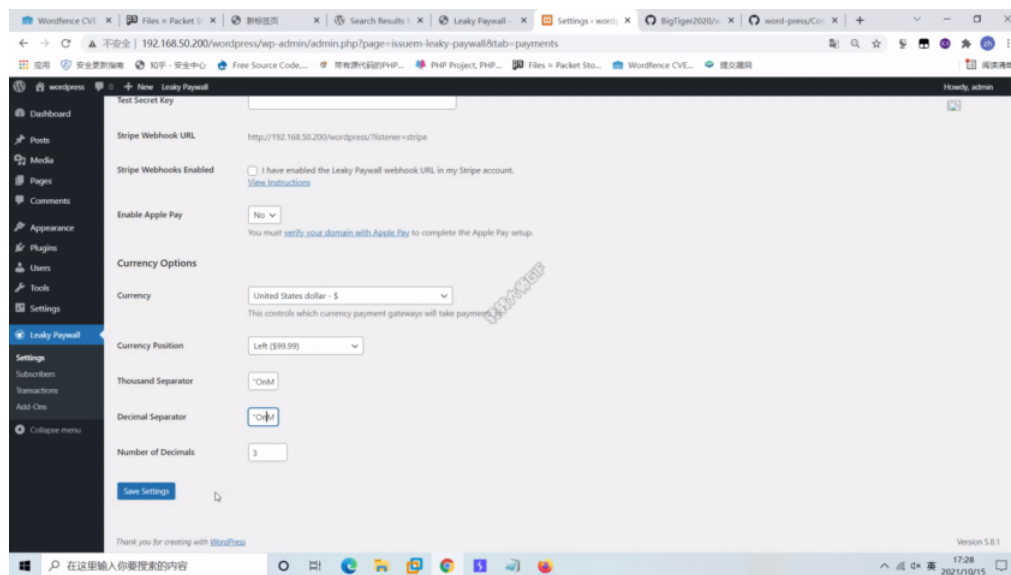 Wordfence CVE
Files ≈ Packet S
新标签页
Search Results
Leaky Paywall –
Settings ‹ word
BigTiger2020/w
word-press/Co
不安全 | 192.168.50.200/wordpress/wp-admin/admin.php?page=issuem-leaky-paywall&tab=payments
应用
安全更新指南
知乎 - 安全中心
Free Source Code,...
带有源代码的PHP...
PHP Project, PHP...
Files ≈ Packet Sto...
Wordfence CVE...
提交漏洞
阅读清单
wordpress
0
+ New
Leaky Paywall
Howdy, admin
Dashboard
Posts
Media
Pages
Comments
Appearance
Plugins
Users
Tools
Settings
Leaky Paywall
Settings
Subscribers
Transactions
Add-Ons
Collapse menu
Test Secret Key
Stripe Webhook URL
http://192.168.50.200/wordpress/?listener=stripe
Stripe Webhooks Enabled
I have enabled the Leaky Paywall webhook URL in my Stripe account.
View Instructions
Enable Apple Pay
No
You must verify your domain with Apple Pay to complete the Apple Pay setup.
Currency Options
Currency
United States dollar - $
This controls which currency payment gateways will take payments
Currency Position
Left ($99.99)
Thousand Separator
"OnM
Decimal Separator
"OnM
Number of Decimals
3
Save Settings
Thank you for creating with WordPress
Version 5.8.1
在这里输入你要搜索的内容
英
17:28
2021/10/15